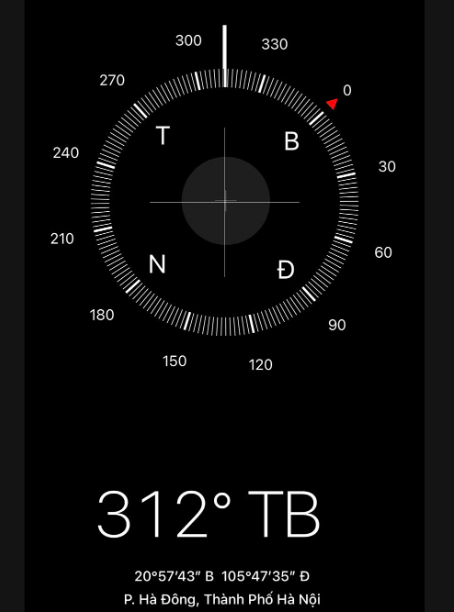 300 330
270 0
T B
240 30
210 60
N Đ
180 90
150 120
312° TB
20°57’43” B 105°47’35” Đ
P. Hà Đông, Thành Phố Hà Nội